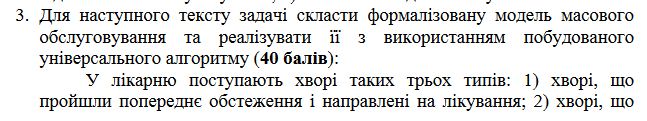 3. Для наступного тексту задачі скласти формалізовану модель масового
обслуговування та реалізувати її з використанням побудованого
універсального алгоритму (40 балів):
У лікарню поступають хворі таких трьох типів: 1) хворі, що
пройшли попереднє обстеження і направлені на лікування; 2) хворі, що